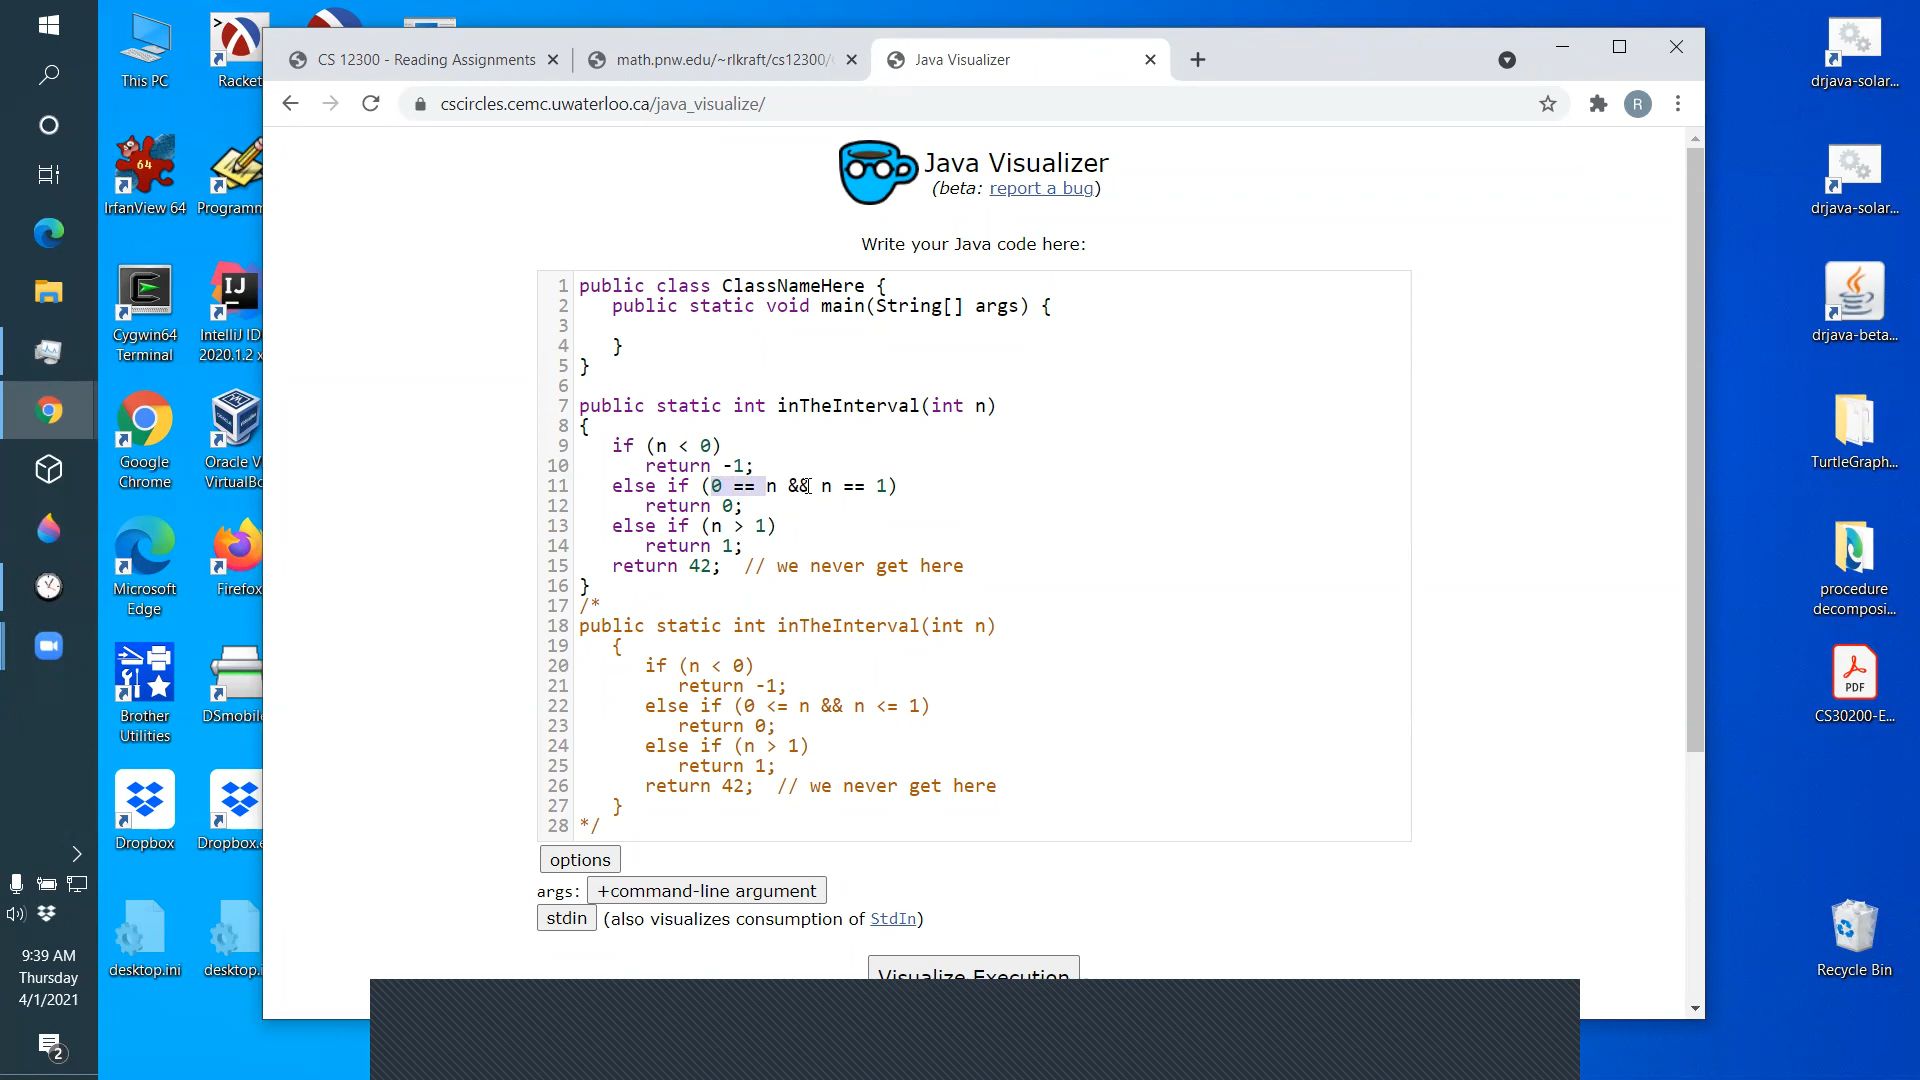 This PC
Racket
IrfanView 64
Programm
Cygwin64
Terminal
IntelliJ ID
2020.1.2 x
Google
Chrome
Oracle V
VirtualBo
Microsoft
Edge
Firefox
Brother
Utilities
DSmobil
Dropbox
Dropbox.e
desktop.ini
desktop.i
9:39 AM
Thursday
4/1/2021
2
CS 12300 - Reading Assignments
math.pnw.edu/~rlkraft/cs12300/
Java Visualizer
cscircles.cemc.uwaterloo.ca/java_visualize/
R
Java Visualizer
(beta: report a bug)
Write your Java code here:
1 public class ClassNameHere {
2 public static void main(String[] args) {
3
4 }
5 }
6
7 public static int inTheInterval(int n)
8 {
9 if (n < 0)
10 return -1;
11 else if (0 == n && n == 1)
12 return 0;
13 else if (n > 1)
14 return 1;
15 return 42; // we never get here
16 }
17 /*
18 public static int inTheInterval(int n)
19 {
20 if (n < 0)
21 return -1;
22 else if (0 <= n && n <= 1)
23 return 0;
24 else if (n > 1)
25 return 1;
26 return 42; // we never get here
27 }
28 */
options
args: +command-line argument
stdin (also visualizes consumption of StdIn)
Visualize Execution
drjava-solar...
drjava-solar...
drjava-beta...
TurtleGraph...
procedure
decomposi...
PDF
CS30200-E...
Recycle Bin